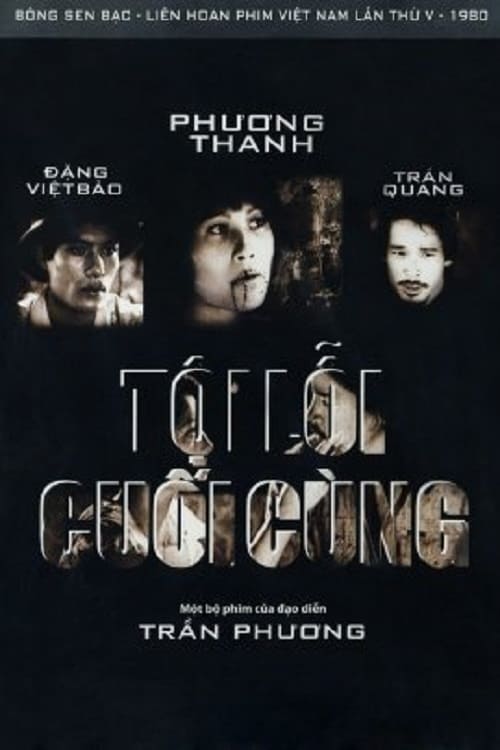 BÔNG SEN BẠC - LIÊN HOAN PHIM VIỆT NAM LẦN THỨ V - 1980
PHƯƠNG
THANH
ĐẶNG
VIỆT BẢO
TRẦN
QUANG
TỘI LỖI
CUỐI CÙNG
Một bộ phim của đạo diễn
TRẦN PHƯƠNG